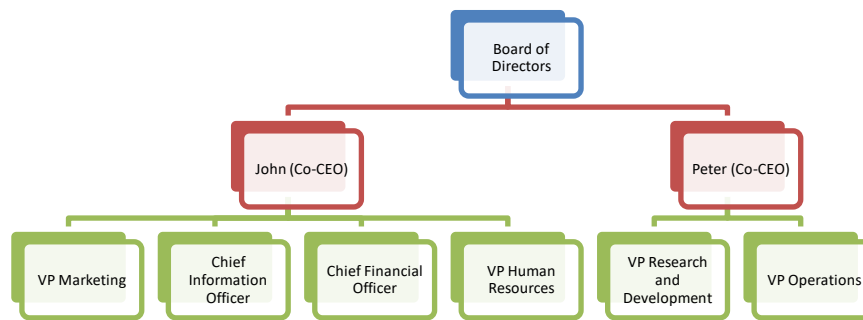 Board of
Directors
John (Co-CEO)
Peter (Co-CEO)
VP Marketing
Chief
Information
Officer
Chief Financial
Officer
VP Human
Resources
VP Research
and
Development
VP Operations